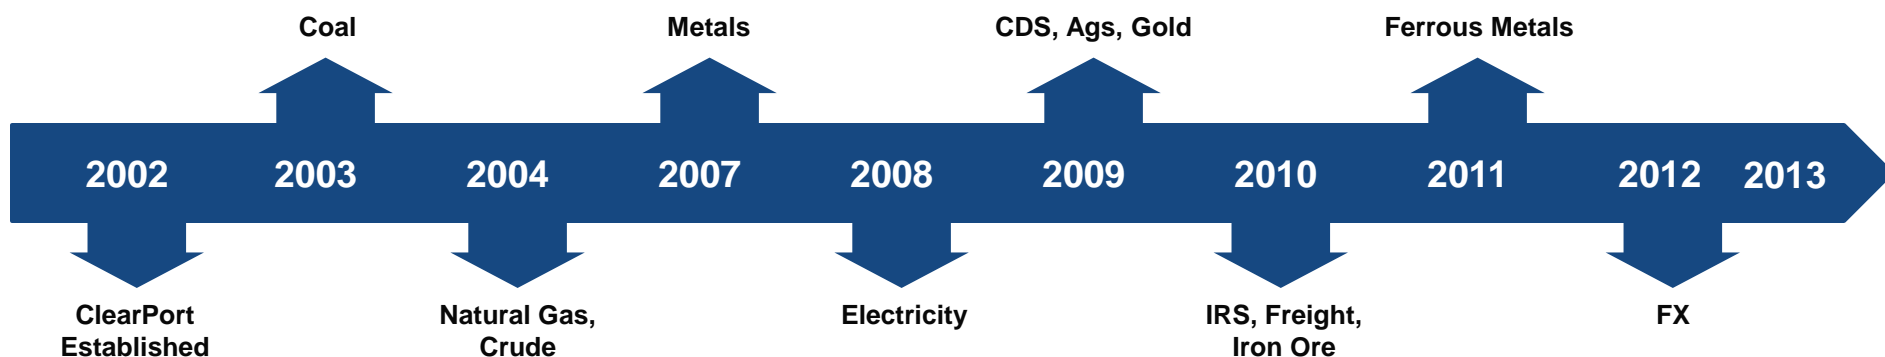 Coal
Metals
CDS, Ags, Gold
Ferrous Metals
2002
2003
2004
2007
2008
2009
2010
2011
2012
2013
ClearPort
Established
Natural Gas,
Crude
Electricity
IRS, Freight,
Iron Ore
FX